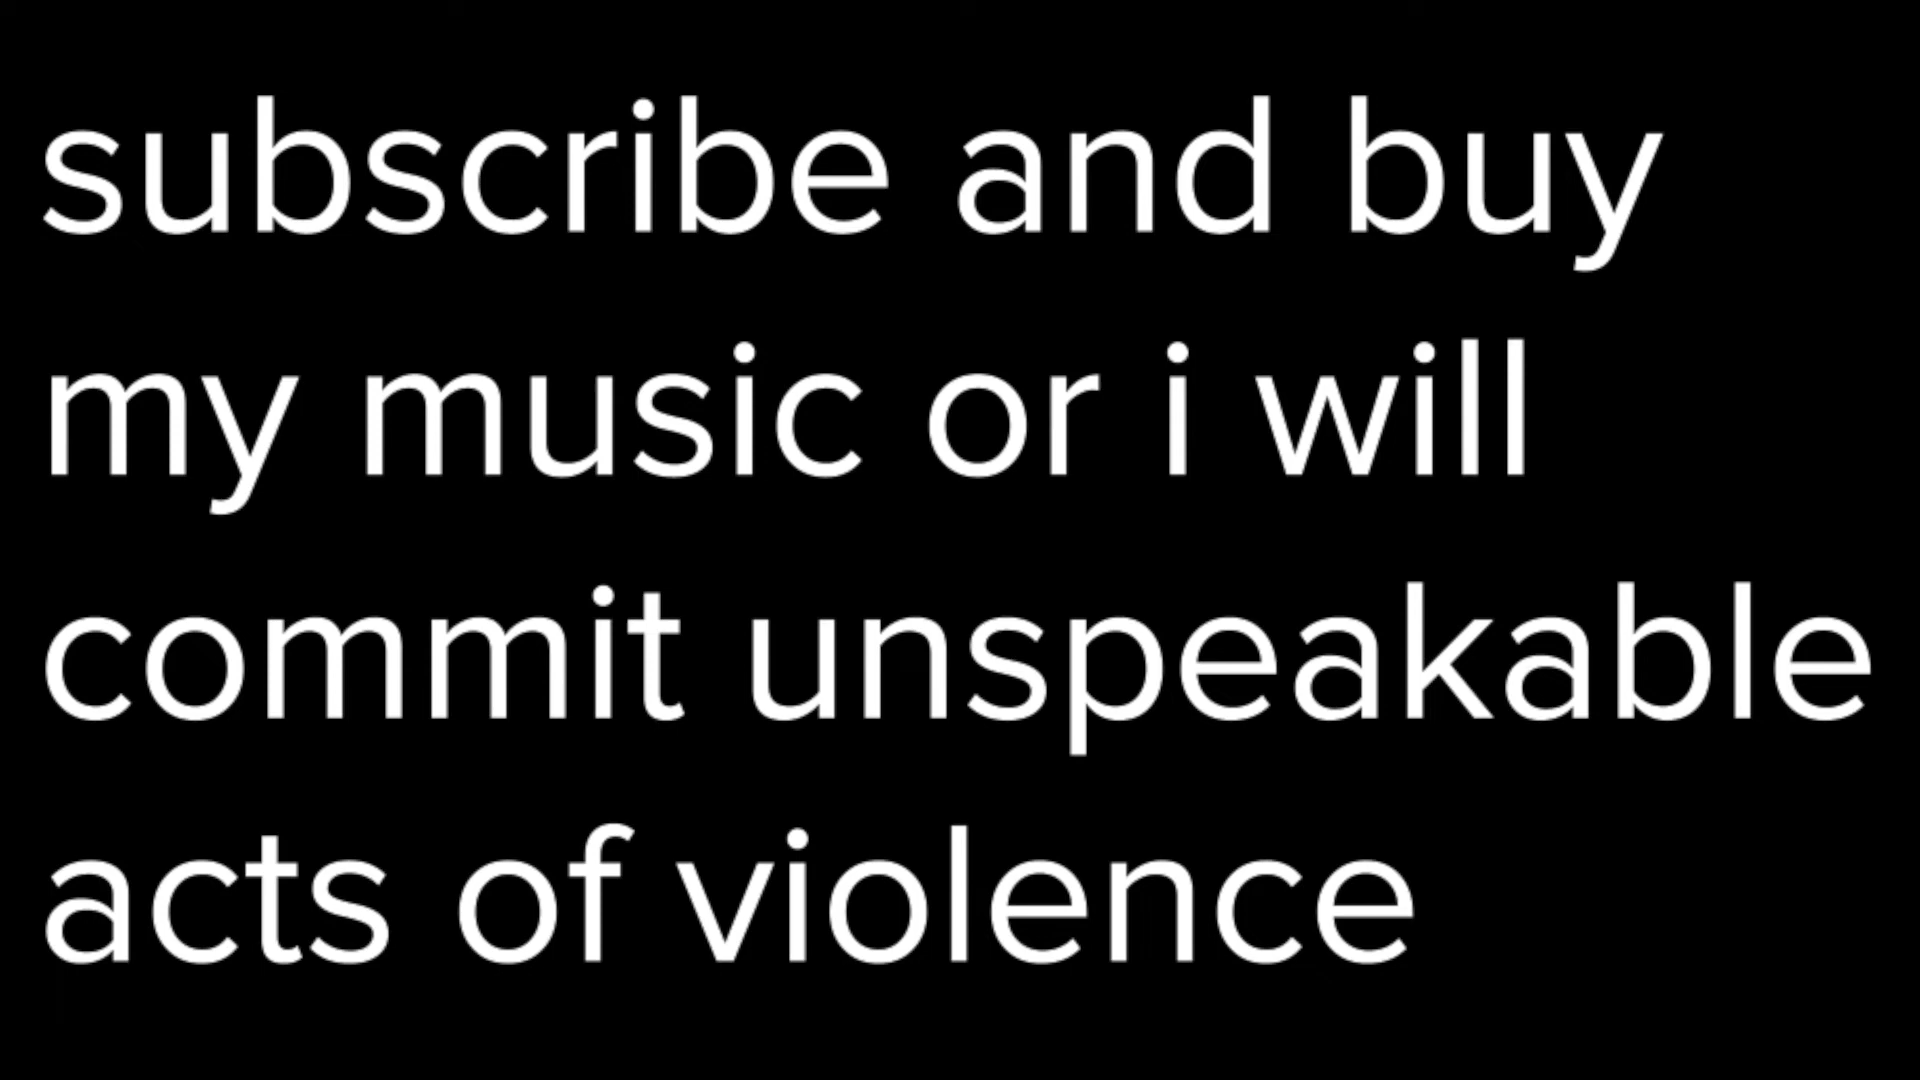 subscribe and buy
my music or i will
commit unspeakable
acts of violence